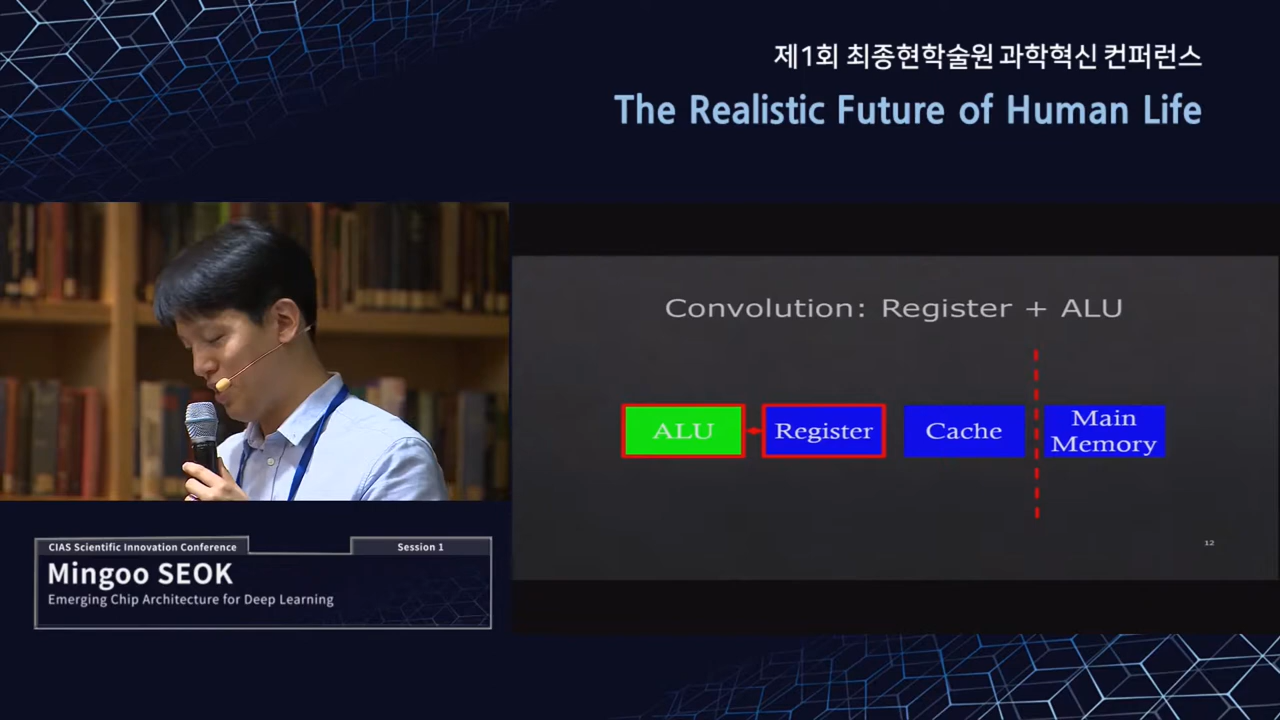 제1회 최종현학술원 과학혁신 컨퍼런스
The Realistic Future of Human Life
Convolution: Register + ALU
ALU
Register
Cache
Main
Memory
12
CIAS Scientific Innovation Conference
Session 1
Mingoo SEOK
Emerging Chip Architecture for Deep Learning